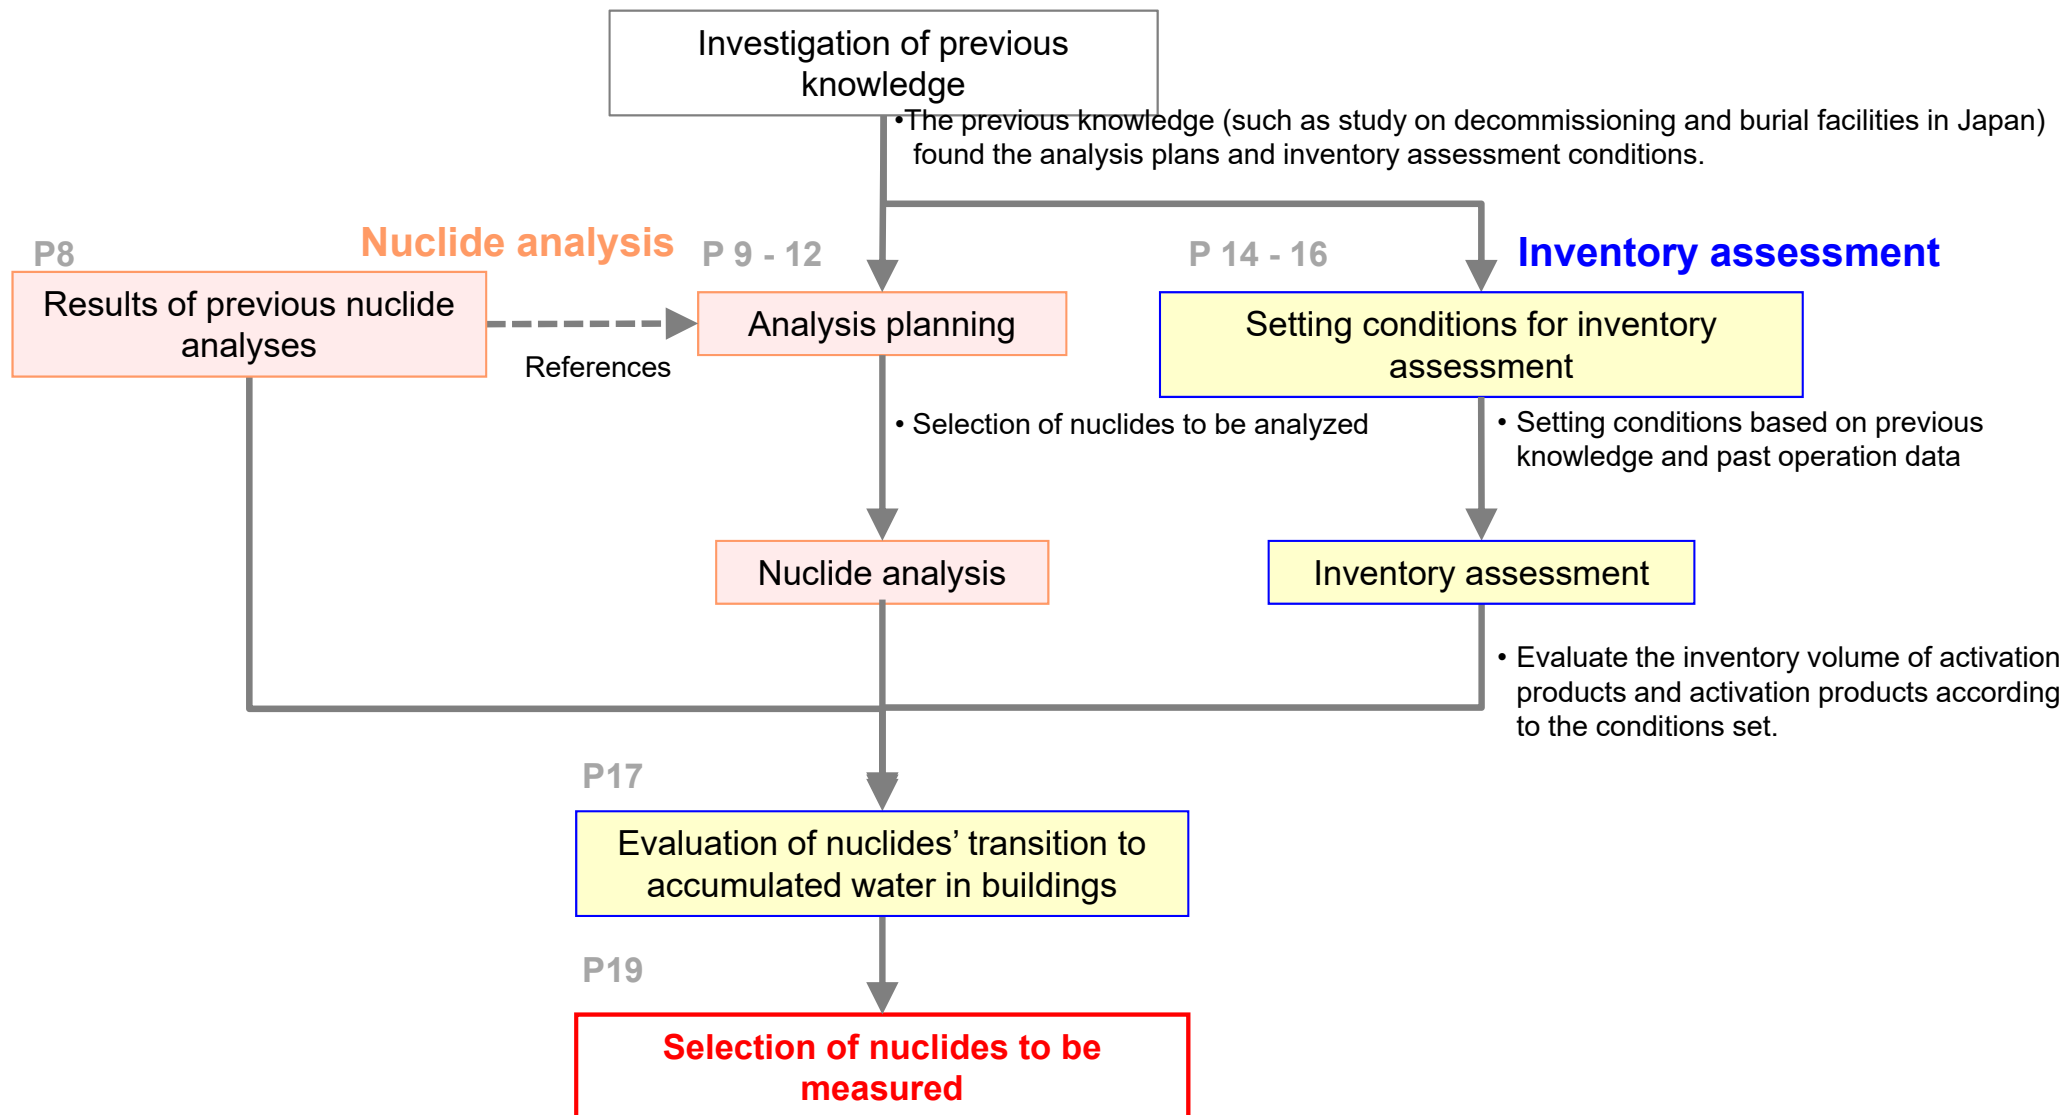 Investigation of previous
knowledge
•The previous knowledge (such as study on decommissioning and burial facilities in Japan)
found the analysis plans and inventory assessment conditions.
P8
Nuclide analysis
P 9 - 12
P 14 - 16
Inventory assessment
Results of previous nuclide
analyses
References
Analysis planning
Setting conditions for inventory
assessment
• Selection of nuclides to be analyzed
• Setting conditions based on previous
knowledge and past operation data
Nuclide analysis
Inventory assessment
• Evaluate the inventory volume of activation
products and activation products according
to the conditions set.
P17
Evaluation of nuclides’ transition to
accumulated water in buildings
P19
Selection of nuclides to be
measured